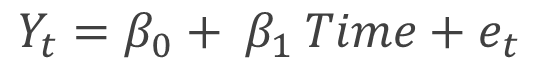 Yₜ = β₀ + β₁ Time + eₜ